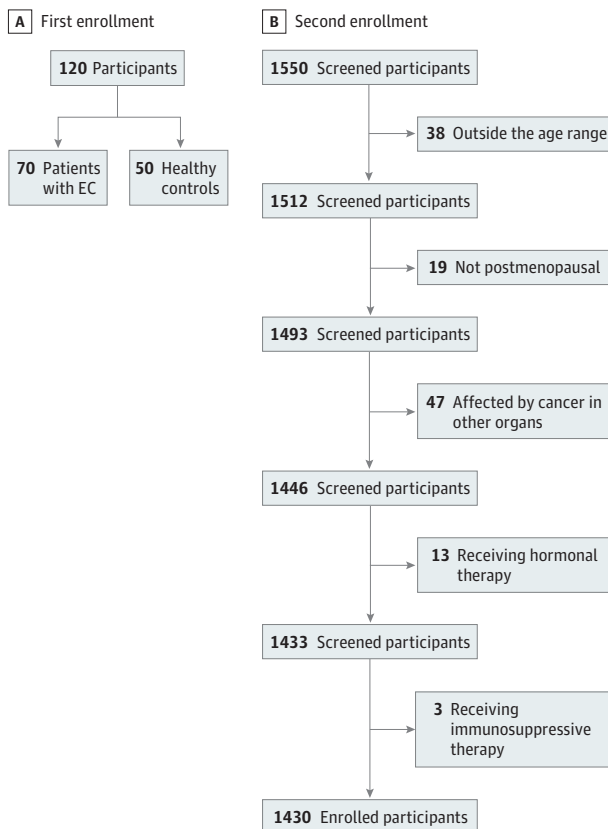 A First enrollment
120 Participants
70 Patients
with EC
50 Healthy
controls
B Second enrollment
1550 Screened participants
38 Outside the age range
1512 Screened participants
19 Not postmenopausal
1493 Screened participants
47 Affected by cancer in
other organs
1446 Screened participants
13 Receiving hormonal
therapy
1433 Screened participants
3 Receiving
immunosuppressive
therapy
1430 Enrolled participants